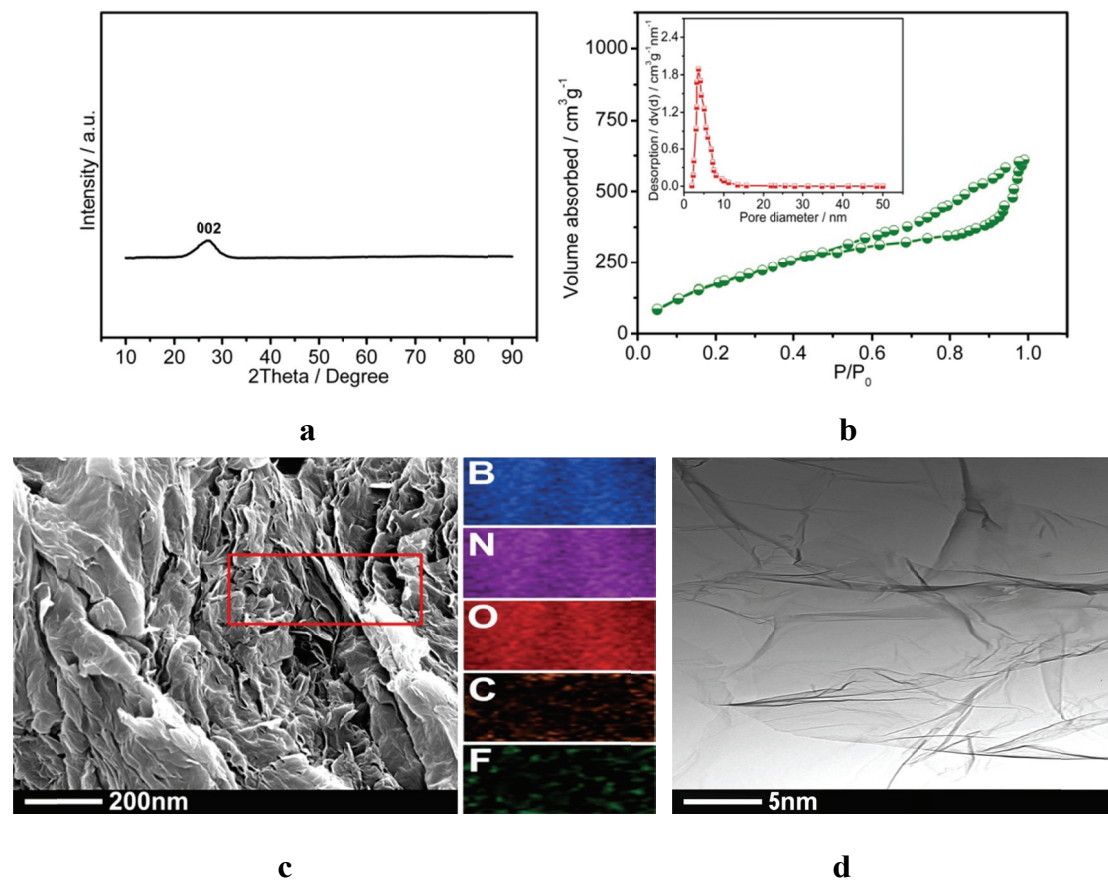 Intensity / a.u.
002
10 20 30 40 50 60 70 80 90
2Theta / Degree
a
Volume absorbed / cm³g⁻¹
1000
750
500
250
0
0.0 0.2 0.4 0.6 0.8 1.0
P/P₀
Desorption / dv(d) / cm³g⁻¹nm⁻¹
2.4
1.8
1.2
0.6
0.0
0 10 20 30 40 50
Pore diameter / nm
b
200nm
B
N
O
C
F
c
5nm
d